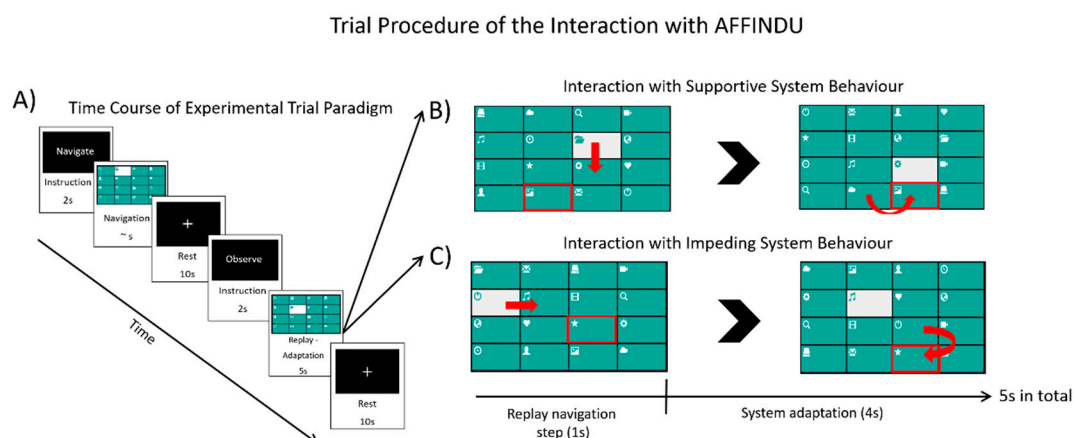 Trial Procedure of the Interaction with AFFINDU
A)
Time Course of Experimental Trial Paradigm
Navigate
Instruction
2s
Navigation
~ s
Rest
10s
Observe
Instruction
2s
Replay -
Adaptation
5s
Rest
10s
Time
B)
Interaction with Supportive System Behaviour
C)
Interaction with Impeding System Behaviour
Replay navigation
step (1s)
System adaptation (4s)
5s in total